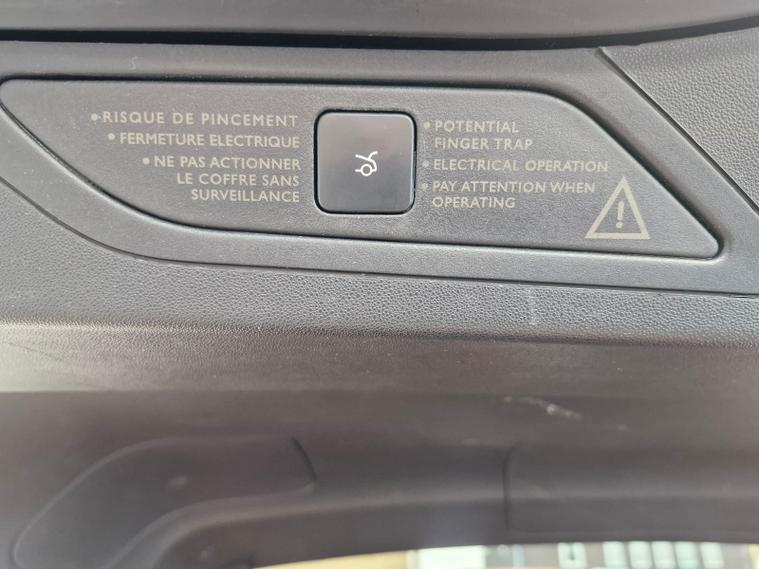 • RISQUE DE PINCEMENT
• FERMETURE ELECTRIQUE
• NE PAS ACTIONNER
LE COFFRE SANS
SURVEILLANCE
• POTENTIAL
FINGER TRAP
• ELECTRICAL OPERATION
• PAY ATTENTION WHEN
OPERATING
!